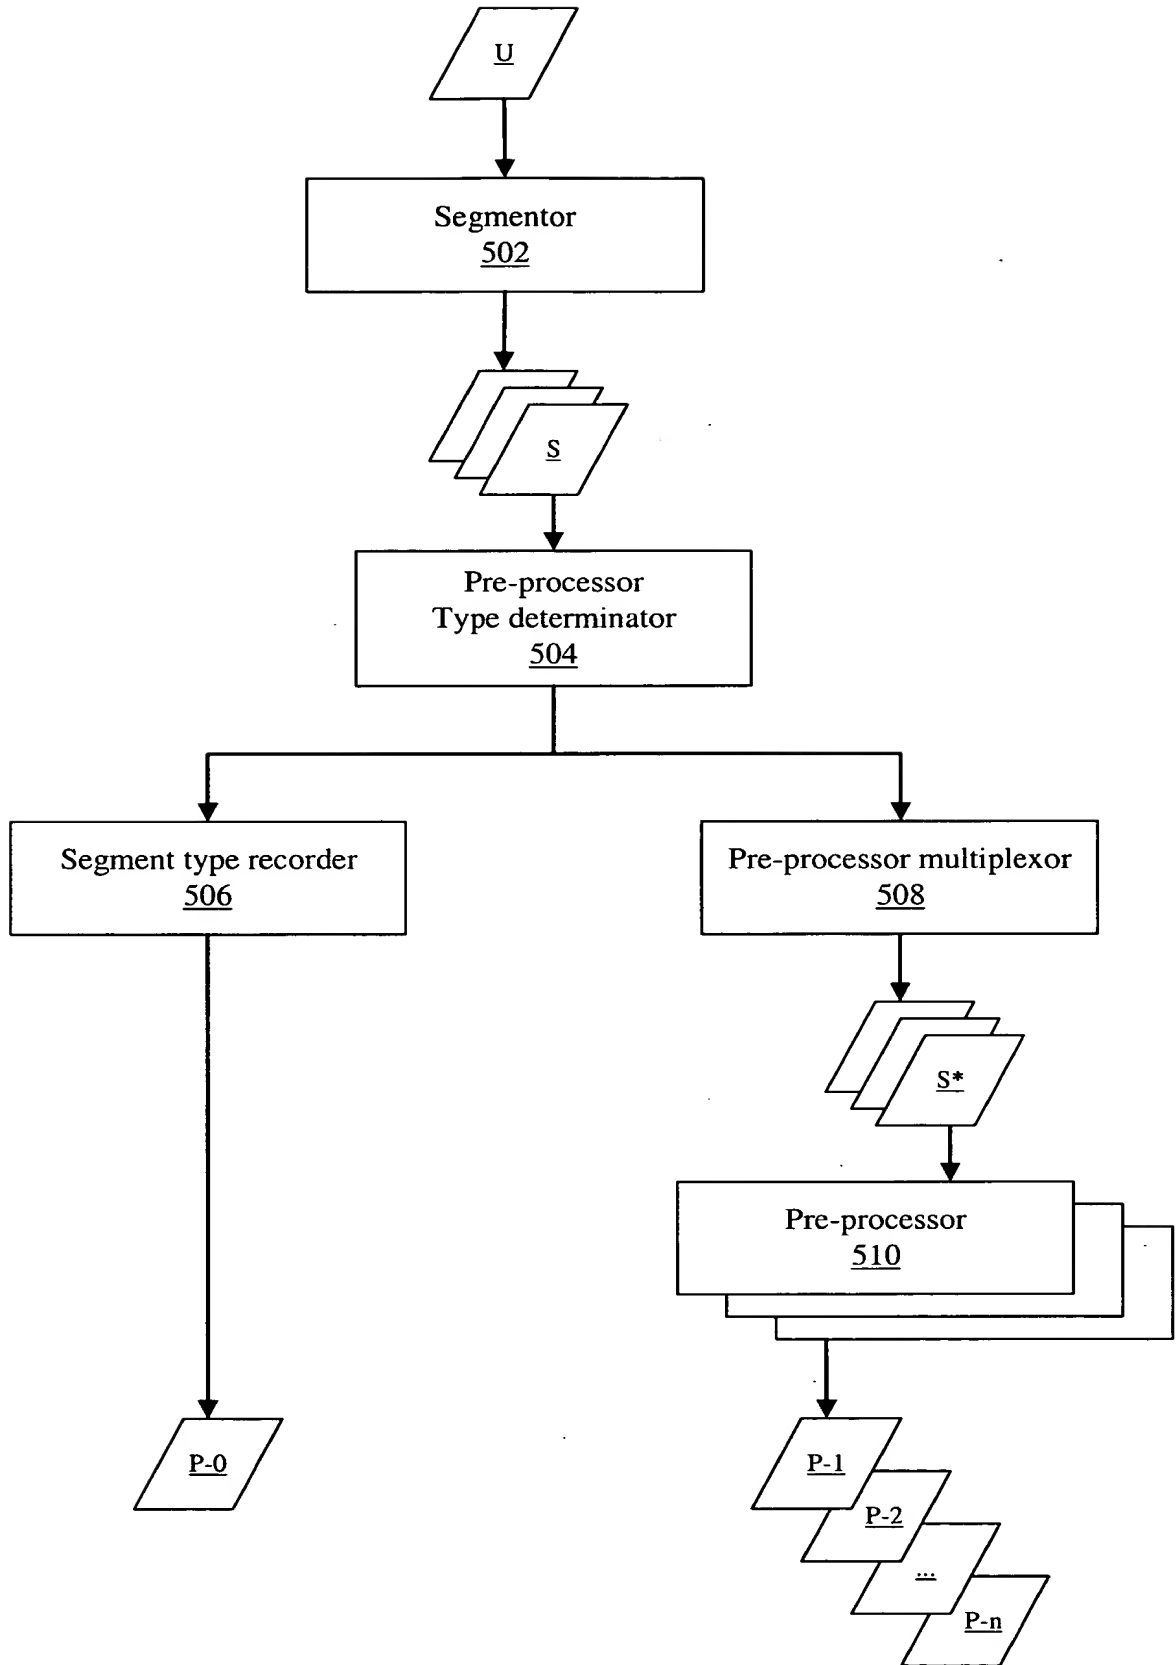 U
Segmentor
502
S
Pre-processor
Type determinator
504
Segment type recorder
506
Pre-processor multiplexor
508
S*
Pre-processor
510
P-0
P-1
P-2
...
P-n